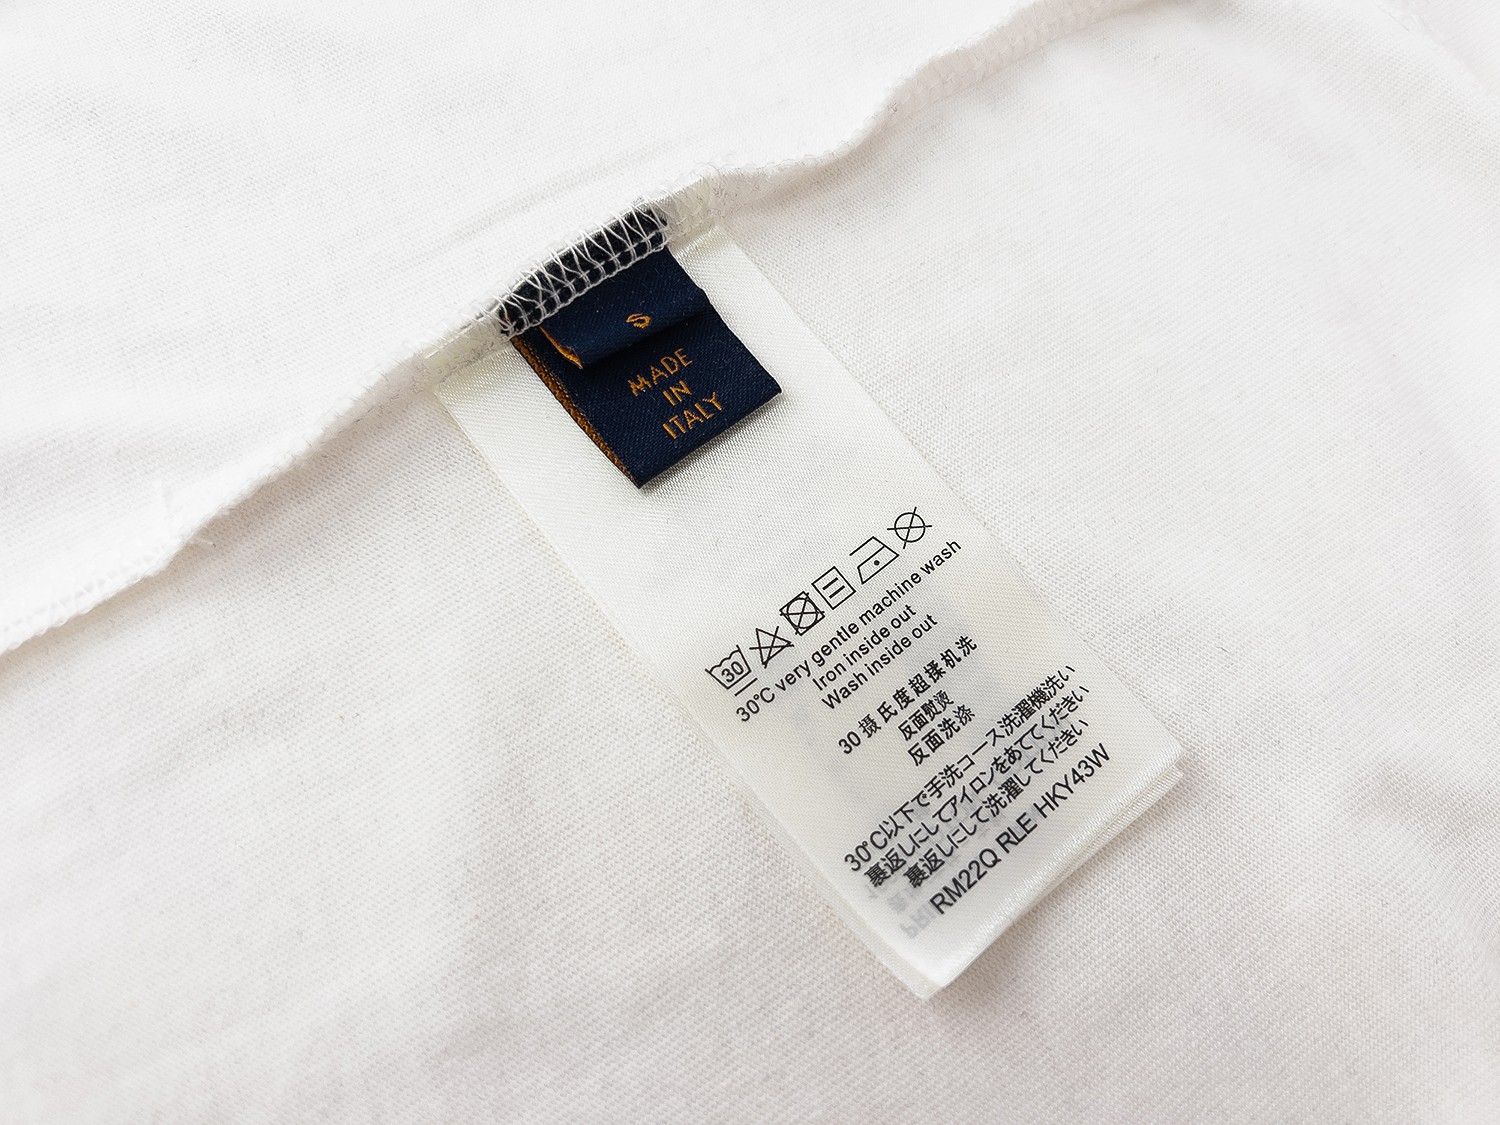 S
MADE
IN
ITALY
30
30°C very gentle machine wash
Iron inside out
Wash inside out
30 摄氏度超揉机洗
反面熨烫
反面洗涤
30°C以下で手洗コース洗濯機洗い
裏返しにしてアイロンをあててください
裏返しにして洗濯してください
RM22Q RLE HKY43W